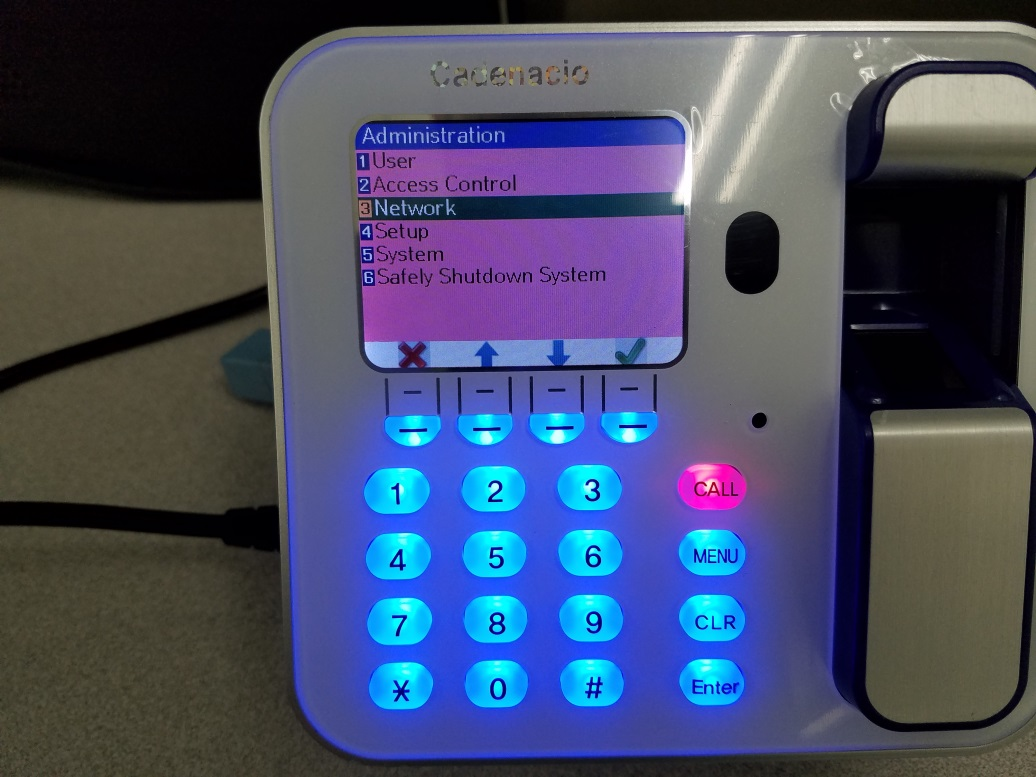 Cadenacio
Administration
1 User
2 Access Control
3 Network
4 Setup
5 System
6 Safely Shutdown System
1 2 3 CALL
4 5 6 MENU
7 8 9 CLR
* 0 # Enter